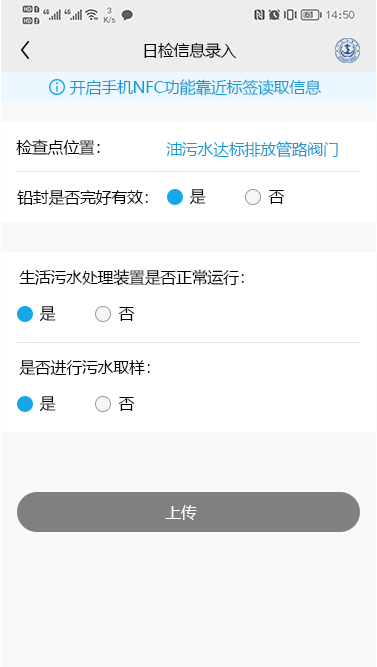 3 K/s 61 14:50
日检信息录入
开启手机NFC功能靠近标签读取信息
检查点位置： 油污水达标排放管路阀门
铅封是否完好有效： 是 否
生活污水处理装置是否正常运行：
是 否
是否进行污水取样：
是 否
上传